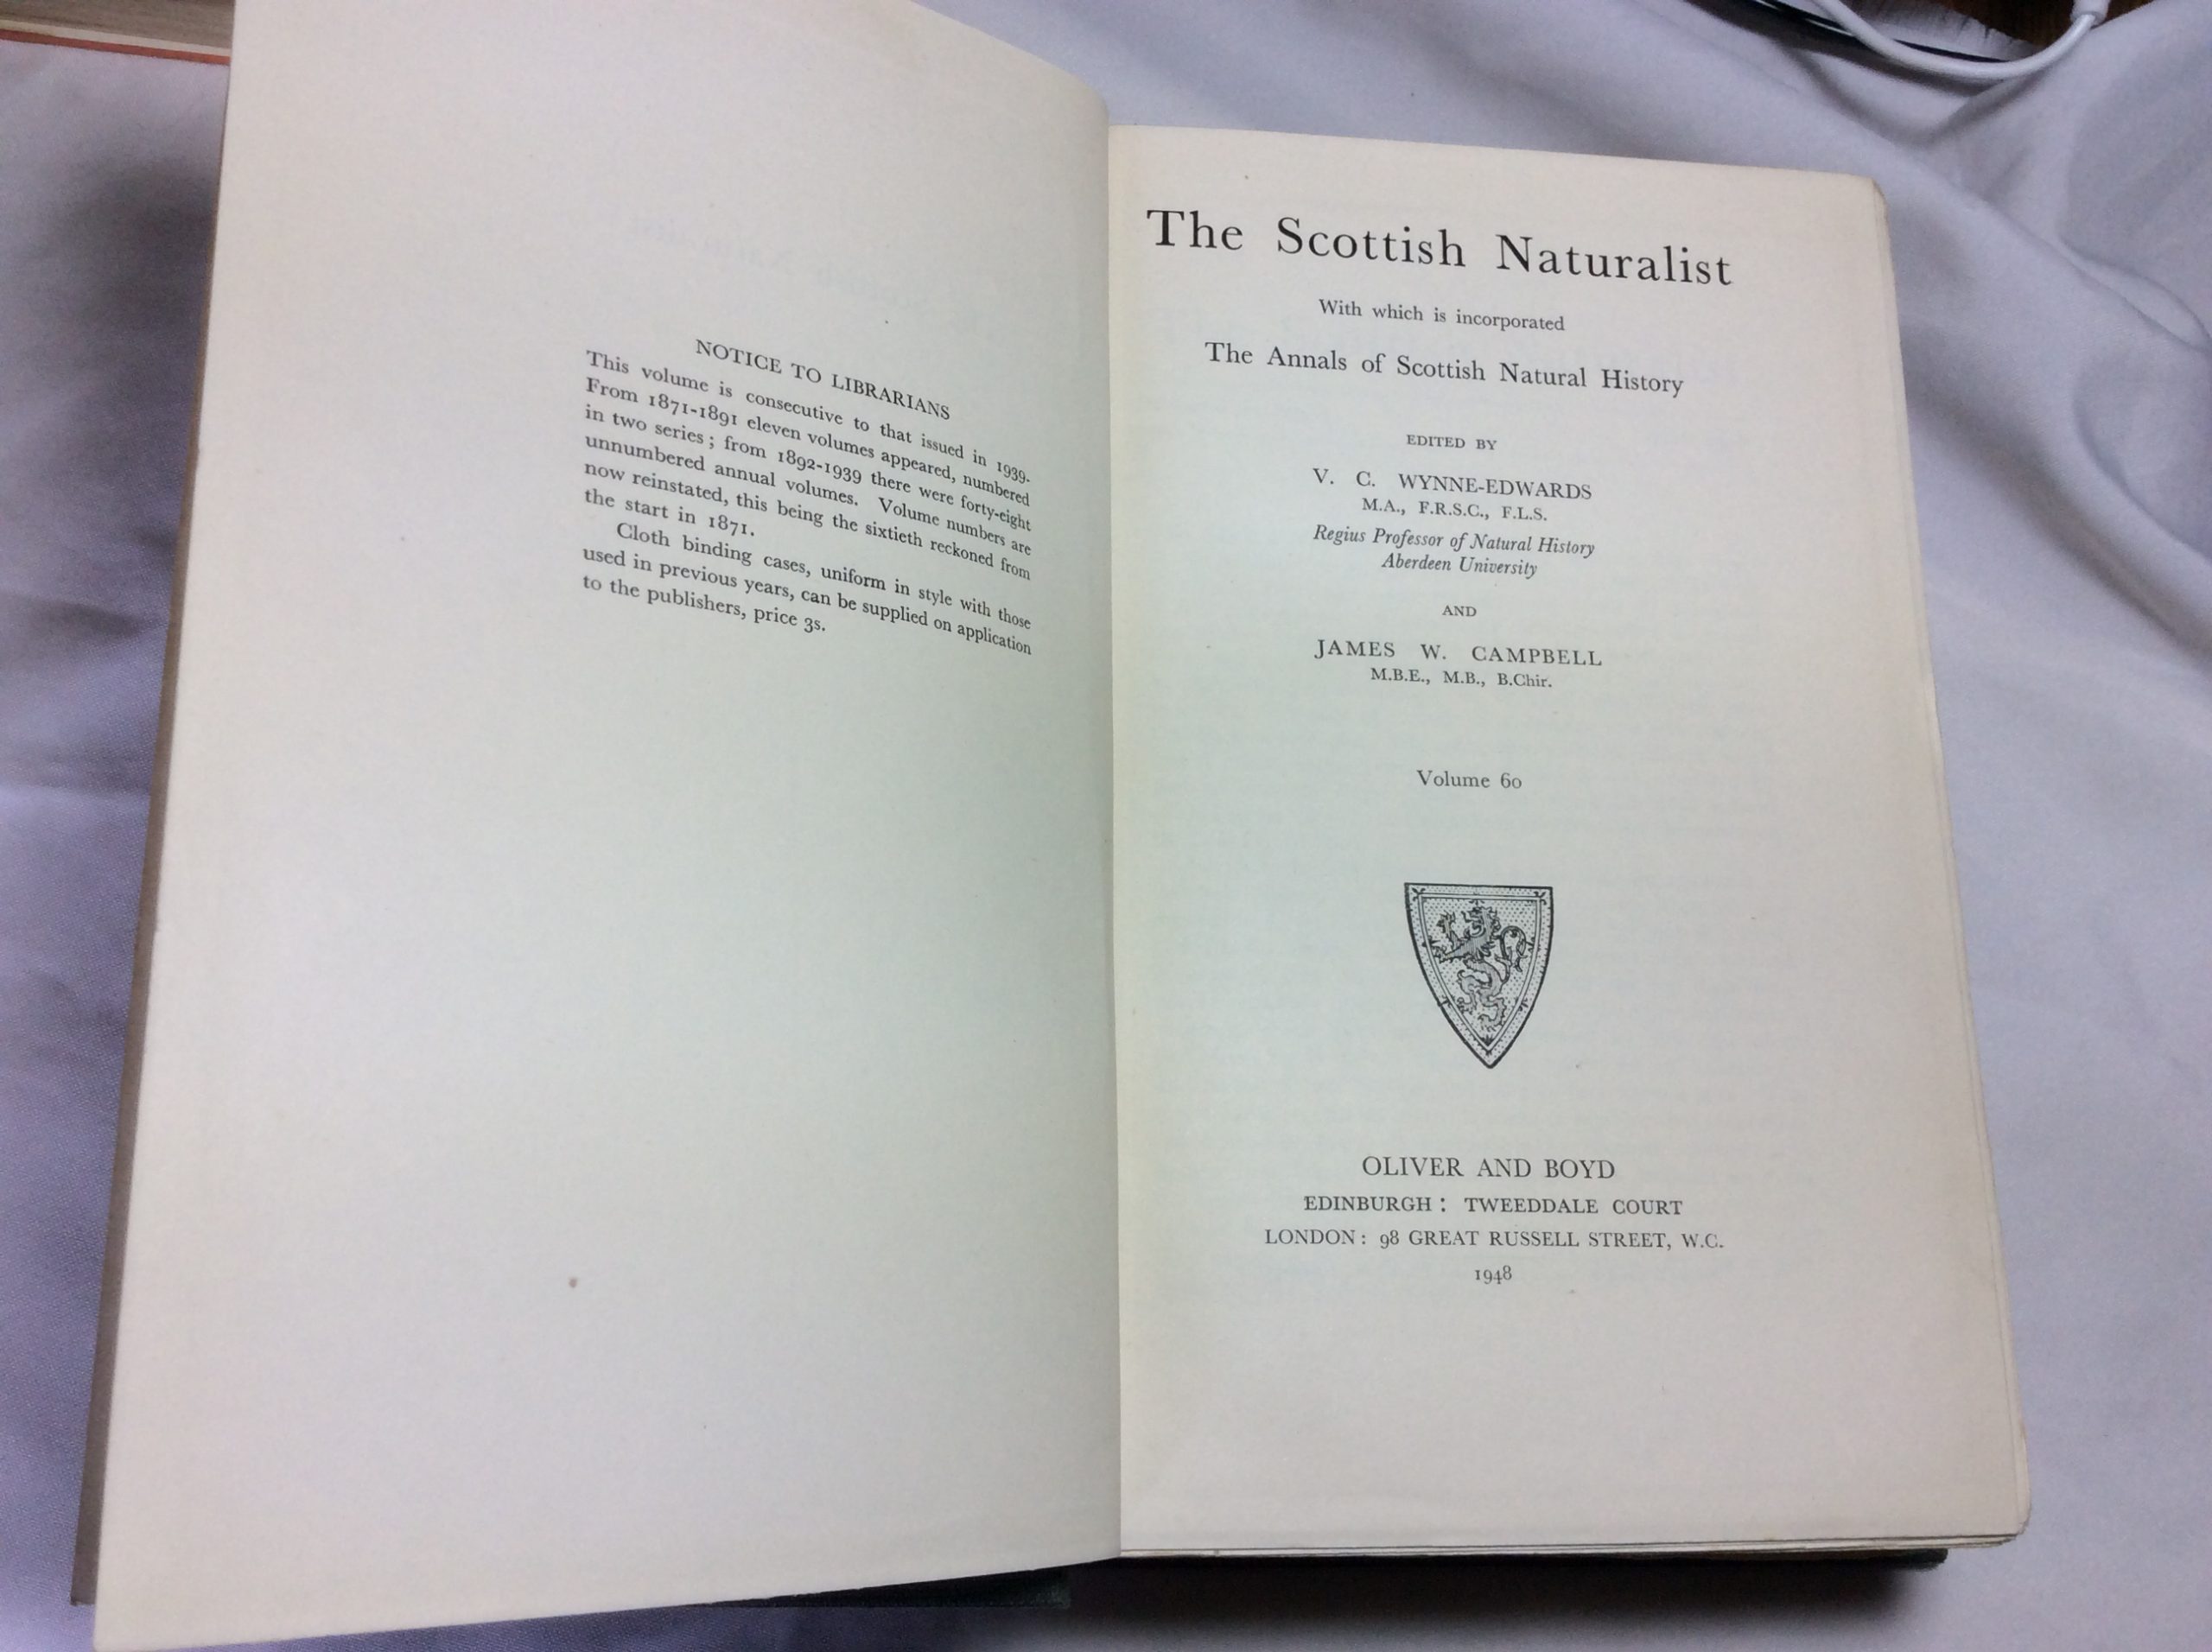 NOTICE TO LIBRARIANS
This volume is consecutive to that issued in 1939.
From 1871-1891 eleven volumes appeared, numbered
in two series; from 1892-1939 there were forty-eight
unnumbered annual volumes. Volume numbers are
now reinstated, this being the sixtieth reckoned from
the start in 1871.
Cloth binding cases, uniform in style with those
used in previous years, can be supplied on application
to the publishers, price 3s.
The Scottish Naturalist
With which is incorporated
The Annals of Scottish Natural History
EDITED BY
V. C. WYNNE-EDWARDS
M.A., F.R.S.C., F.L.S.
Regius Professor of Natural History
Aberdeen University
AND
JAMES W. CAMPBELL
M.B.E., M.B., B.Chir.
Volume 60
OLIVER AND BOYD
EDINBURGH: TWEEDDALE COURT
LONDON: 98 GREAT RUSSELL STREET, W.C.
1948